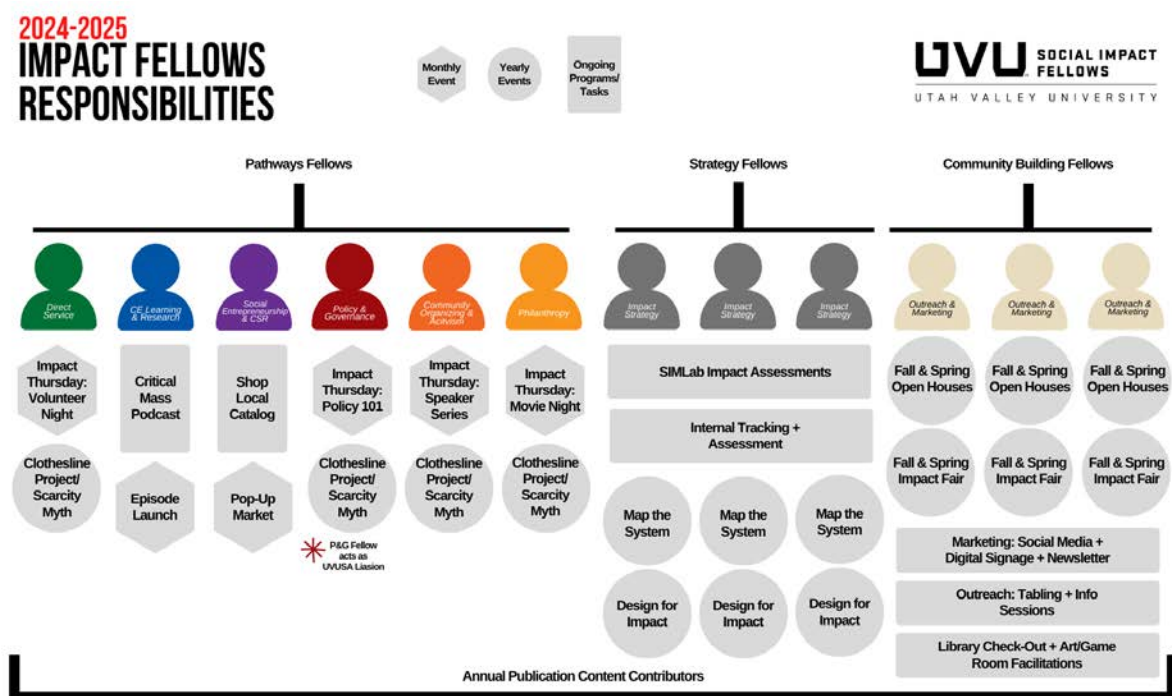 2024-2025
IMPACT FELLOWS
RESPONSIBILITIES
Monthly
Event
Yearly
Events
Ongoing
Programs/
Tasks
UVU SOCIAL IMPACT
FELLOWS
UTAH VALLEY UNIVERSITY
Pathways Fellows
Strategy Fellows
Community Building Fellows
Direct
Service
CE Learning
& Research
Social
Entrepreneurship
& CSR
Policy &
Governance
Community
Organizing &
Acitvism
Philanthropy
Impact
Strategy
Impact
Strategy
Impact
Strategy
Outreach &
Marketing
Outreach &
Marketing
Outreach &
Marketing
Impact
Thursday:
Volunteer
Night
Critical
Mass
Podcast
Shop
Local
Catalog
Impact
Thursday:
Policy 101
Impact
Thursday:
Speaker
Series
Impact
Thursday:
Movie Night
Clothesline
Project/
Scarcity
Myth
Episode
Launch
Pop-Up
Market
Clothesline
Project/
Scarcity
Myth
Clothesline
Project/
Scarcity
Myth
Clothesline
Project/
Scarcity
Myth
P&G Fellow
acts as
UVUSA Liasion
SIMLab Impact Assessments
Internal Tracking +
Assessment
Map the
System
Map the
System
Map the
System
Design for
Impact
Design for
Impact
Design for
Impact
Fall & Spring
Open Houses
Fall & Spring
Open Houses
Fall & Spring
Open Houses
Fall & Spring
Impact Fair
Fall & Spring
Impact Fair
Fall & Spring
Impact Fair
Marketing: Social Media +
Digital Signage + Newsletter
Outreach: Tabling + Info
Sessions
Library Check-Out + Art/Game
Room Facilitations
Annual Publication Content Contributors